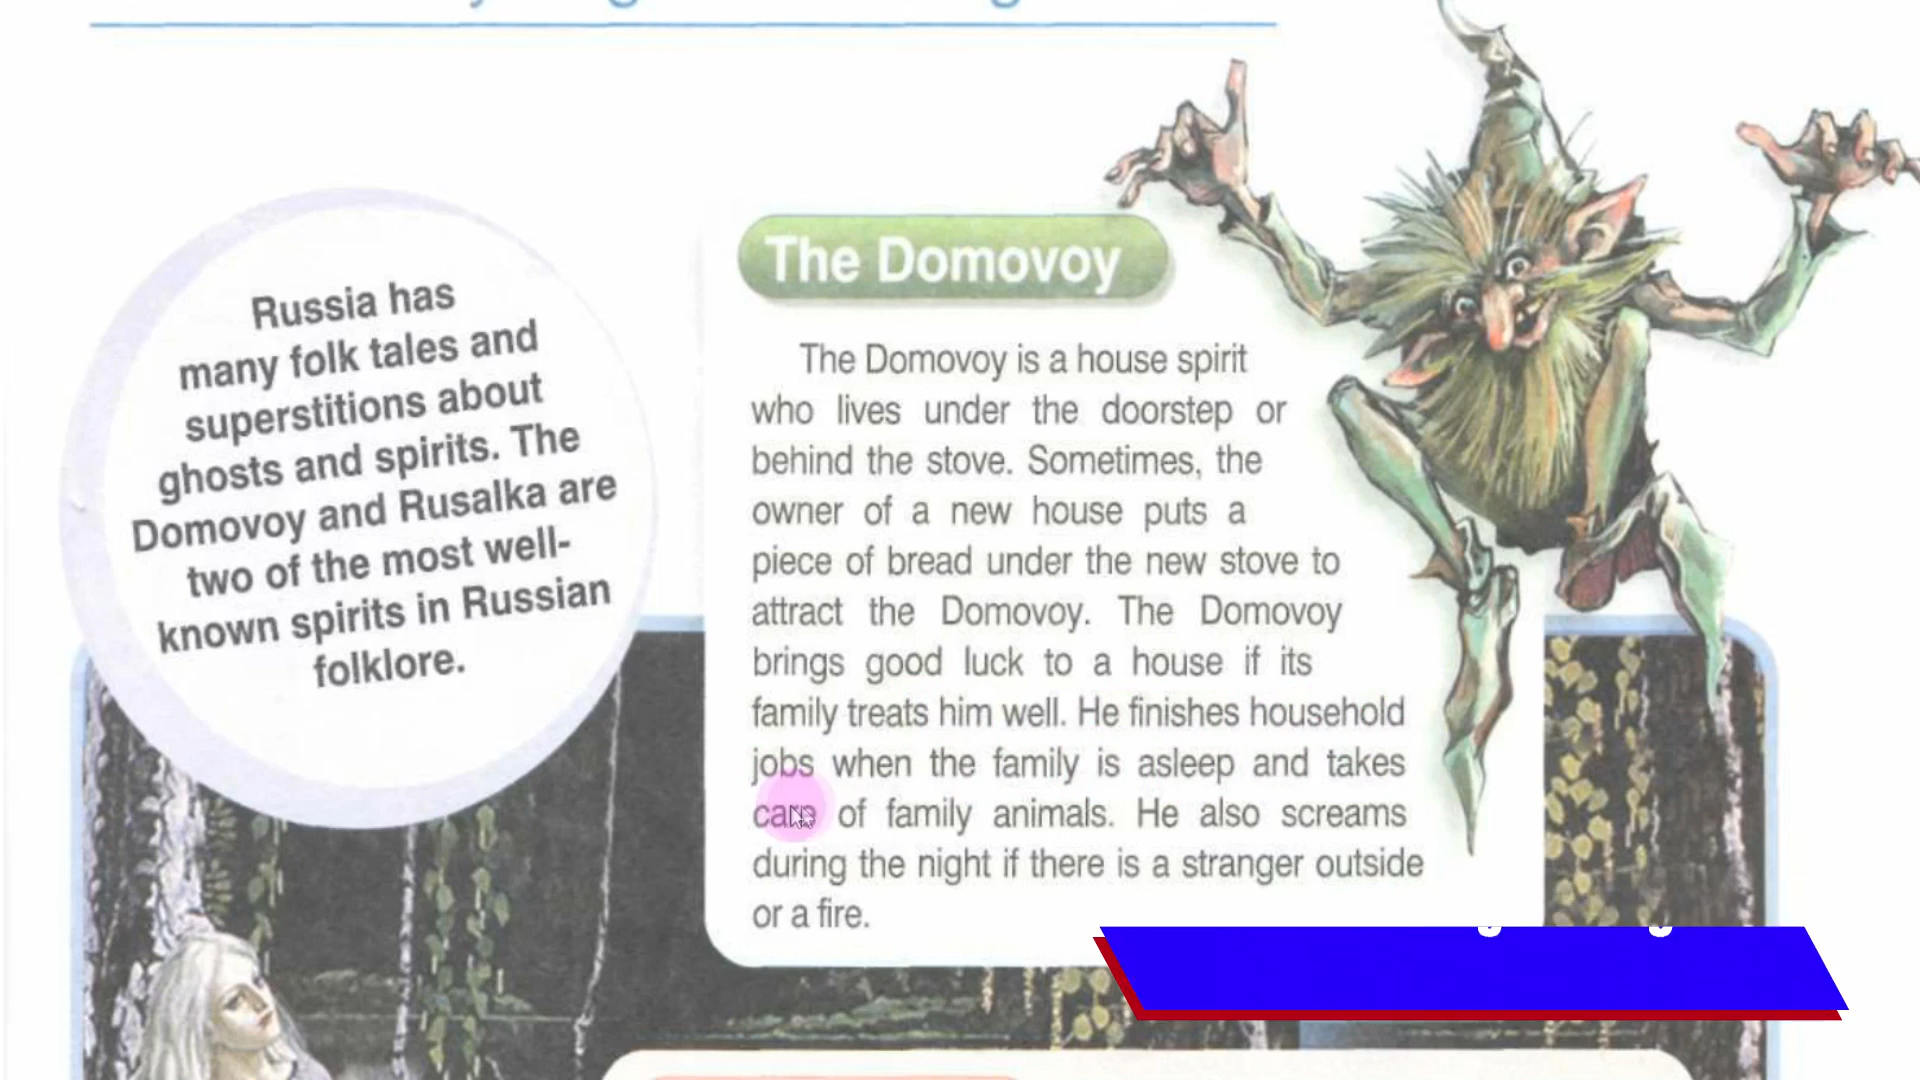 Russia has
many folk tales and
superstitions about
ghosts and spirits. The
Domovoy and Rusalka are
two of the most well-
known spirits in Russian
folklore.
The Domovoy
The Domovoy is a house spirit
who lives under the doorstep or
behind the stove. Sometimes, the
owner of a new house puts a
piece of bread under the new stove to
attract the Domovoy. The Domovoy
brings good luck to a house if its
family treats him well. He finishes household
jobs when the family is asleep and takes
care of family animals. He also screams
during the night if there is a stranger outside
or a fire.